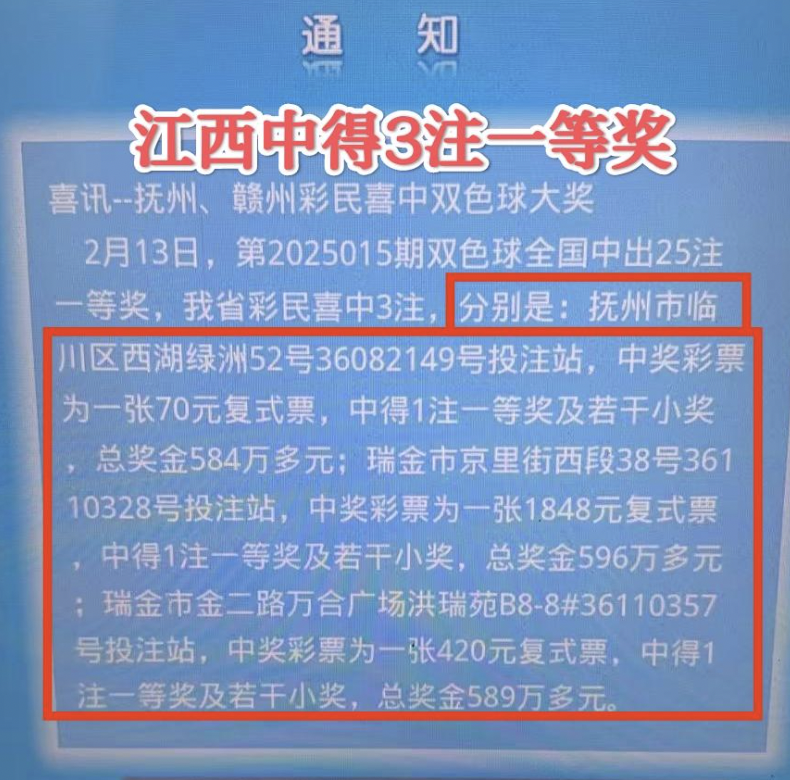 通 知
江西中得3注一等奖
喜讯--抚州、赣州彩民喜中双色球大奖
2月13日，第2025015期双色球全国中出25注
一等奖，我省彩民喜中3注，分别是：抚州市临
川区西湖绿洲52号36082149号投注站，中奖彩票
为一张70元复式票，中得1注一等奖及若干小奖
，总奖金584万多元；瑞金市京里街西段38号361
10328号投注站，中奖彩票为一张1848元复式票
，中得1注一等奖及若干小奖，总奖金596万多元
；瑞金市金二路万合广场洪瑞苑B8-8#36110357
号投注站，中奖彩票为一张420元复式票，中得1
注一等奖及若干小奖，总奖金589万多元。